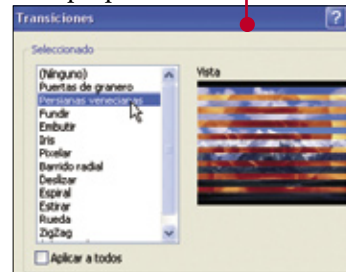 Transiciones
Seleccionado
(Ninguno)
Vista
Puertas de granero
Persianas venecianas
Fundir
Embutir
Iris
Pixelar
Barrido radial
Deslizar
Espiral
Estirar
Rueda
ZigZag
Aplicar a todos